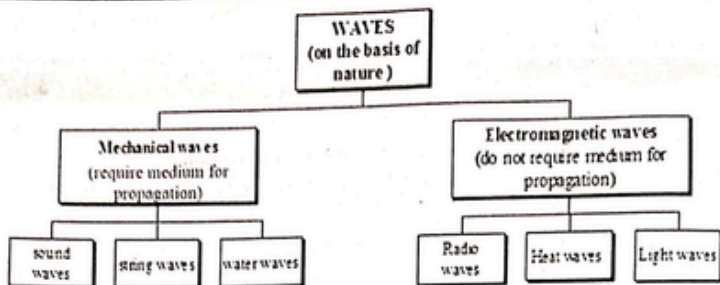 WAVES
(on the basis of
nature )
Mechanical waves
(require medium for
propagation)
Electromagnetic waves
(do not require medium for
propagation)
sound
waves
string waves
water waves
Radio
waves
Heat waves
Light waves